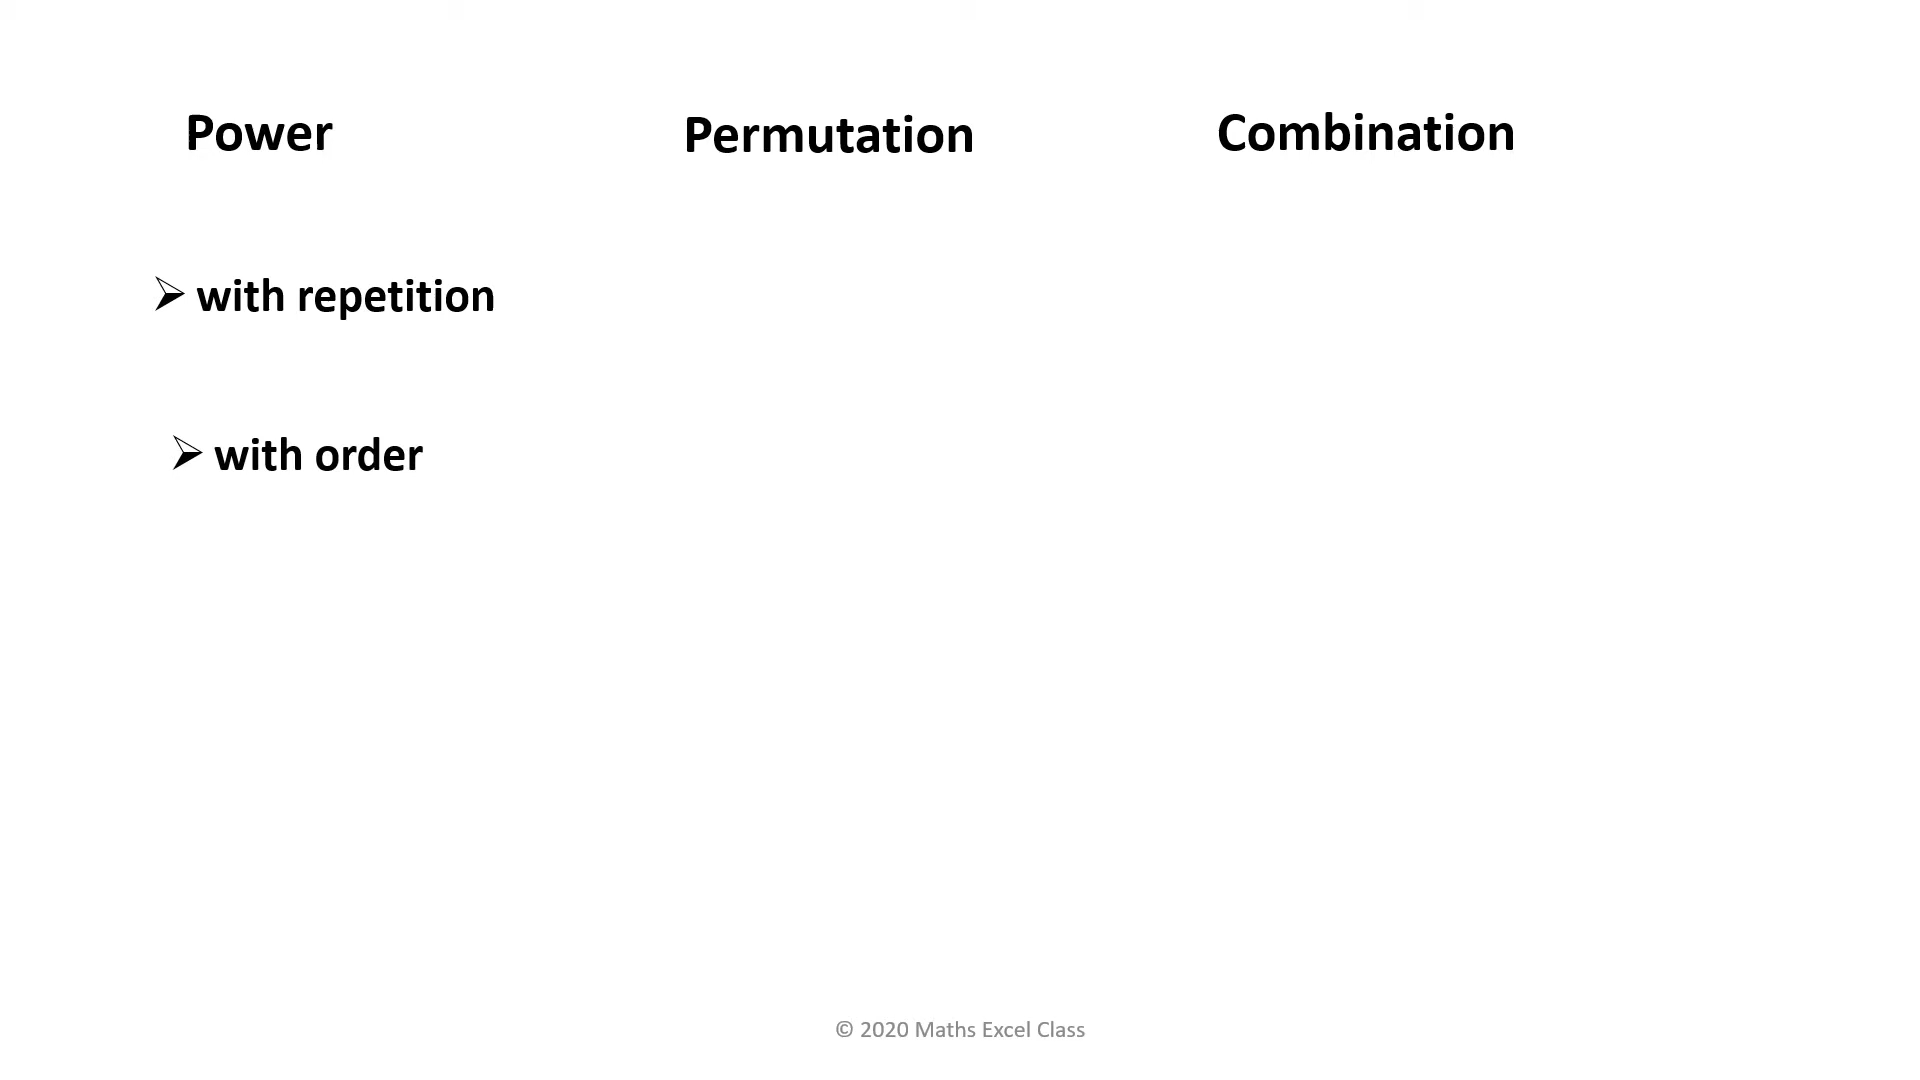 Power Permutation Combination
➢ with repetition
➢ with order
© 2020 Maths Excel Class